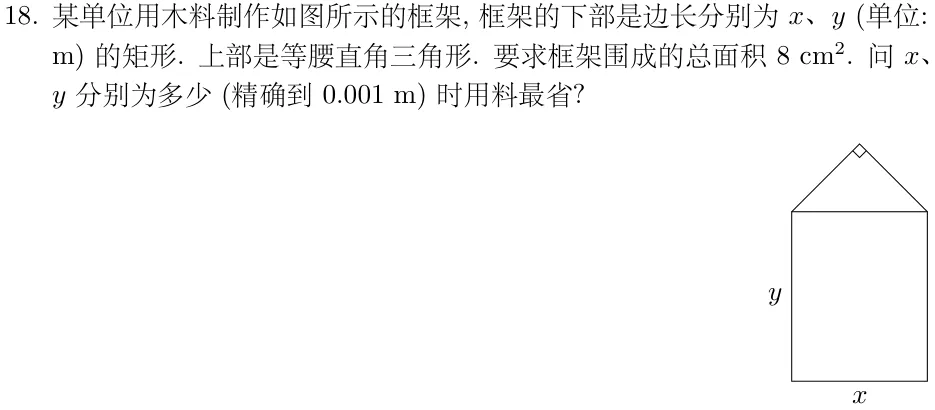 18. 某单位用木料制作如图所示的框架, 框架的下部是边长分别为 x、y (单位:
m) 的矩形. 上部是等腰直角三角形. 要求框架围成的总面积 8 cm². 问 x、
y 分别为多少 (精确到 0.001 m) 时用料最省?
y
x